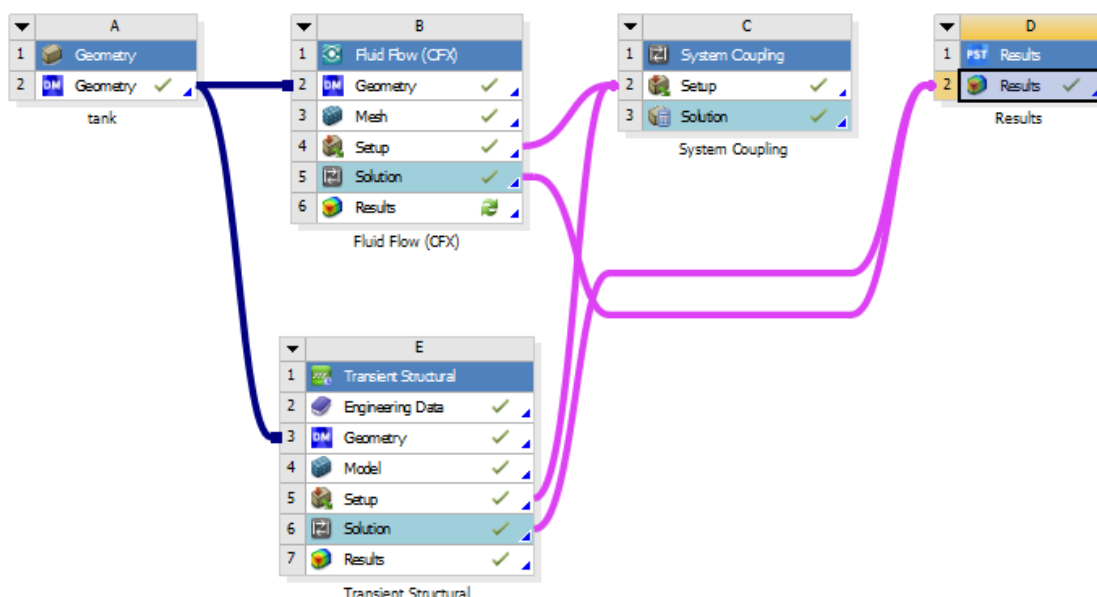 A
1 Geometry
2 DM Geometry
tank
B
1 Fluid Flow (CFX)
2 DM Geometry
3 Mesh
4 Setup
5 Solution
6 Results
Fluid Flow (CFX)
C
1 System Coupling
2 Setup
3 Solution
System Coupling
D
1 PST Results
2 Results
Results
E
1 Transient Structural
2 Engineering Data
3 DM Geometry
4 Model
5 Setup
6 Solution
7 Results
Transient Structural